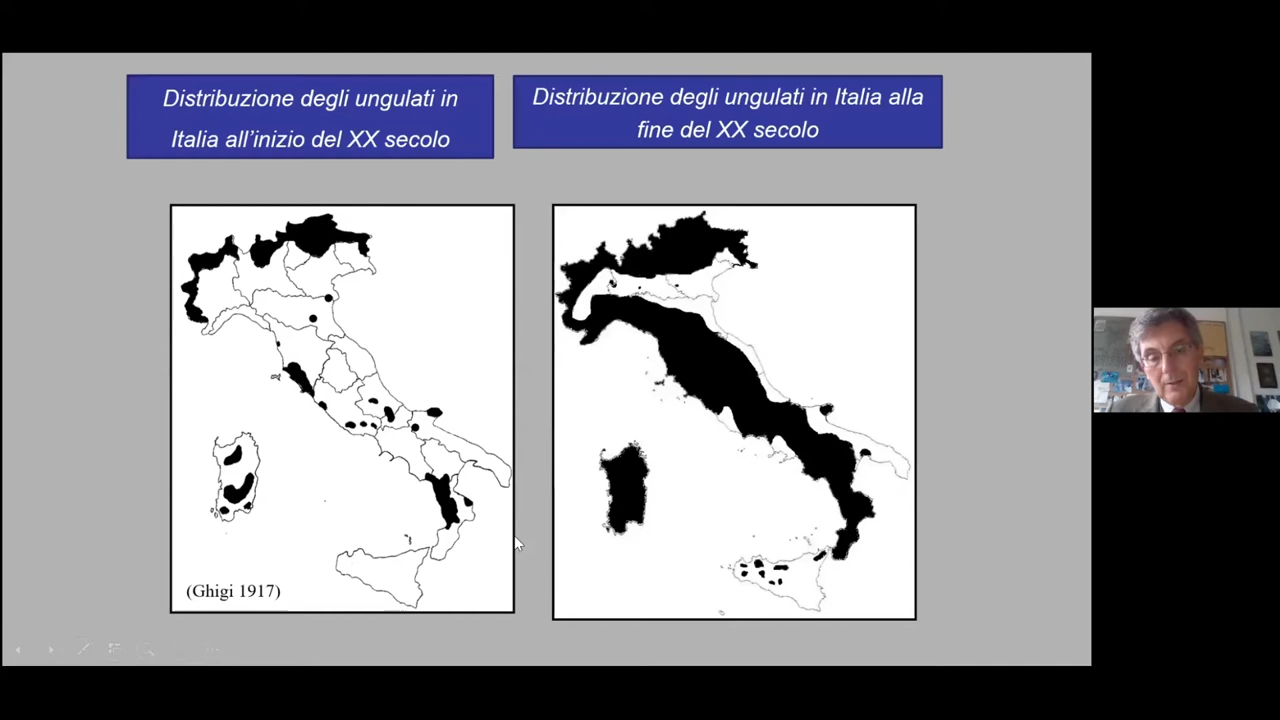 Distribuzione degli ungulati in
Italia all'inizio del XX secolo
Distribuzione degli ungulati in Italia alla
fine del XX secolo
(Ghigi 1917)